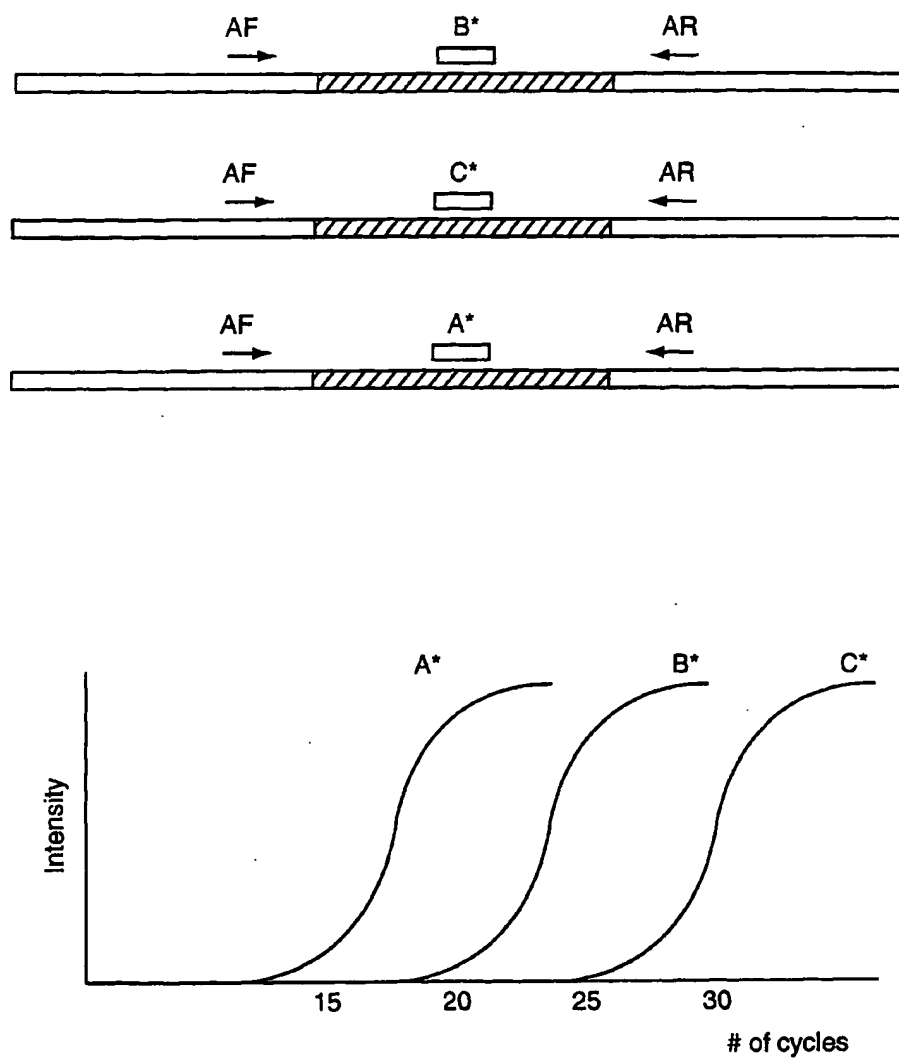 AF B* AR
AF C* AR
AF A* AR
A* B* C*
Intensity
15 20 25 30
# of cycles